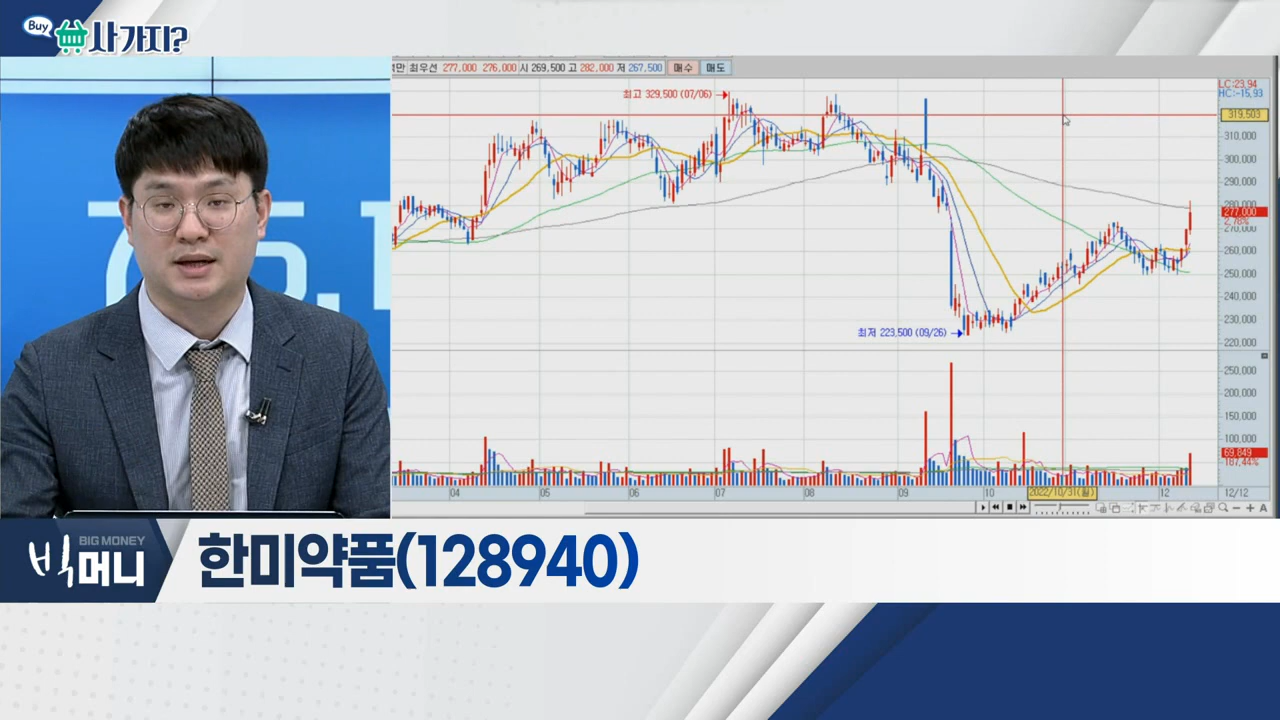 Buy
사가지?
최우선 277,000 276,000 시 269,500 고 282,000 저 267,500 매수 매도
LC:23,94
HC:-15,93
최고 329,500 (07/06)
319,503
310,000
300,000
290,000
280,000
277,000
2,78%
270,000
260,000
250,000
240,000
230,000
220,000
최저 223,500 (09/26)
250,000
200,000
150,000
100,000
69,849
187,44%
04 05 06 07 08 09 10 2022/10/31(월) 12 12/12
BIG MONEY
빅머니
한미약품(128940)